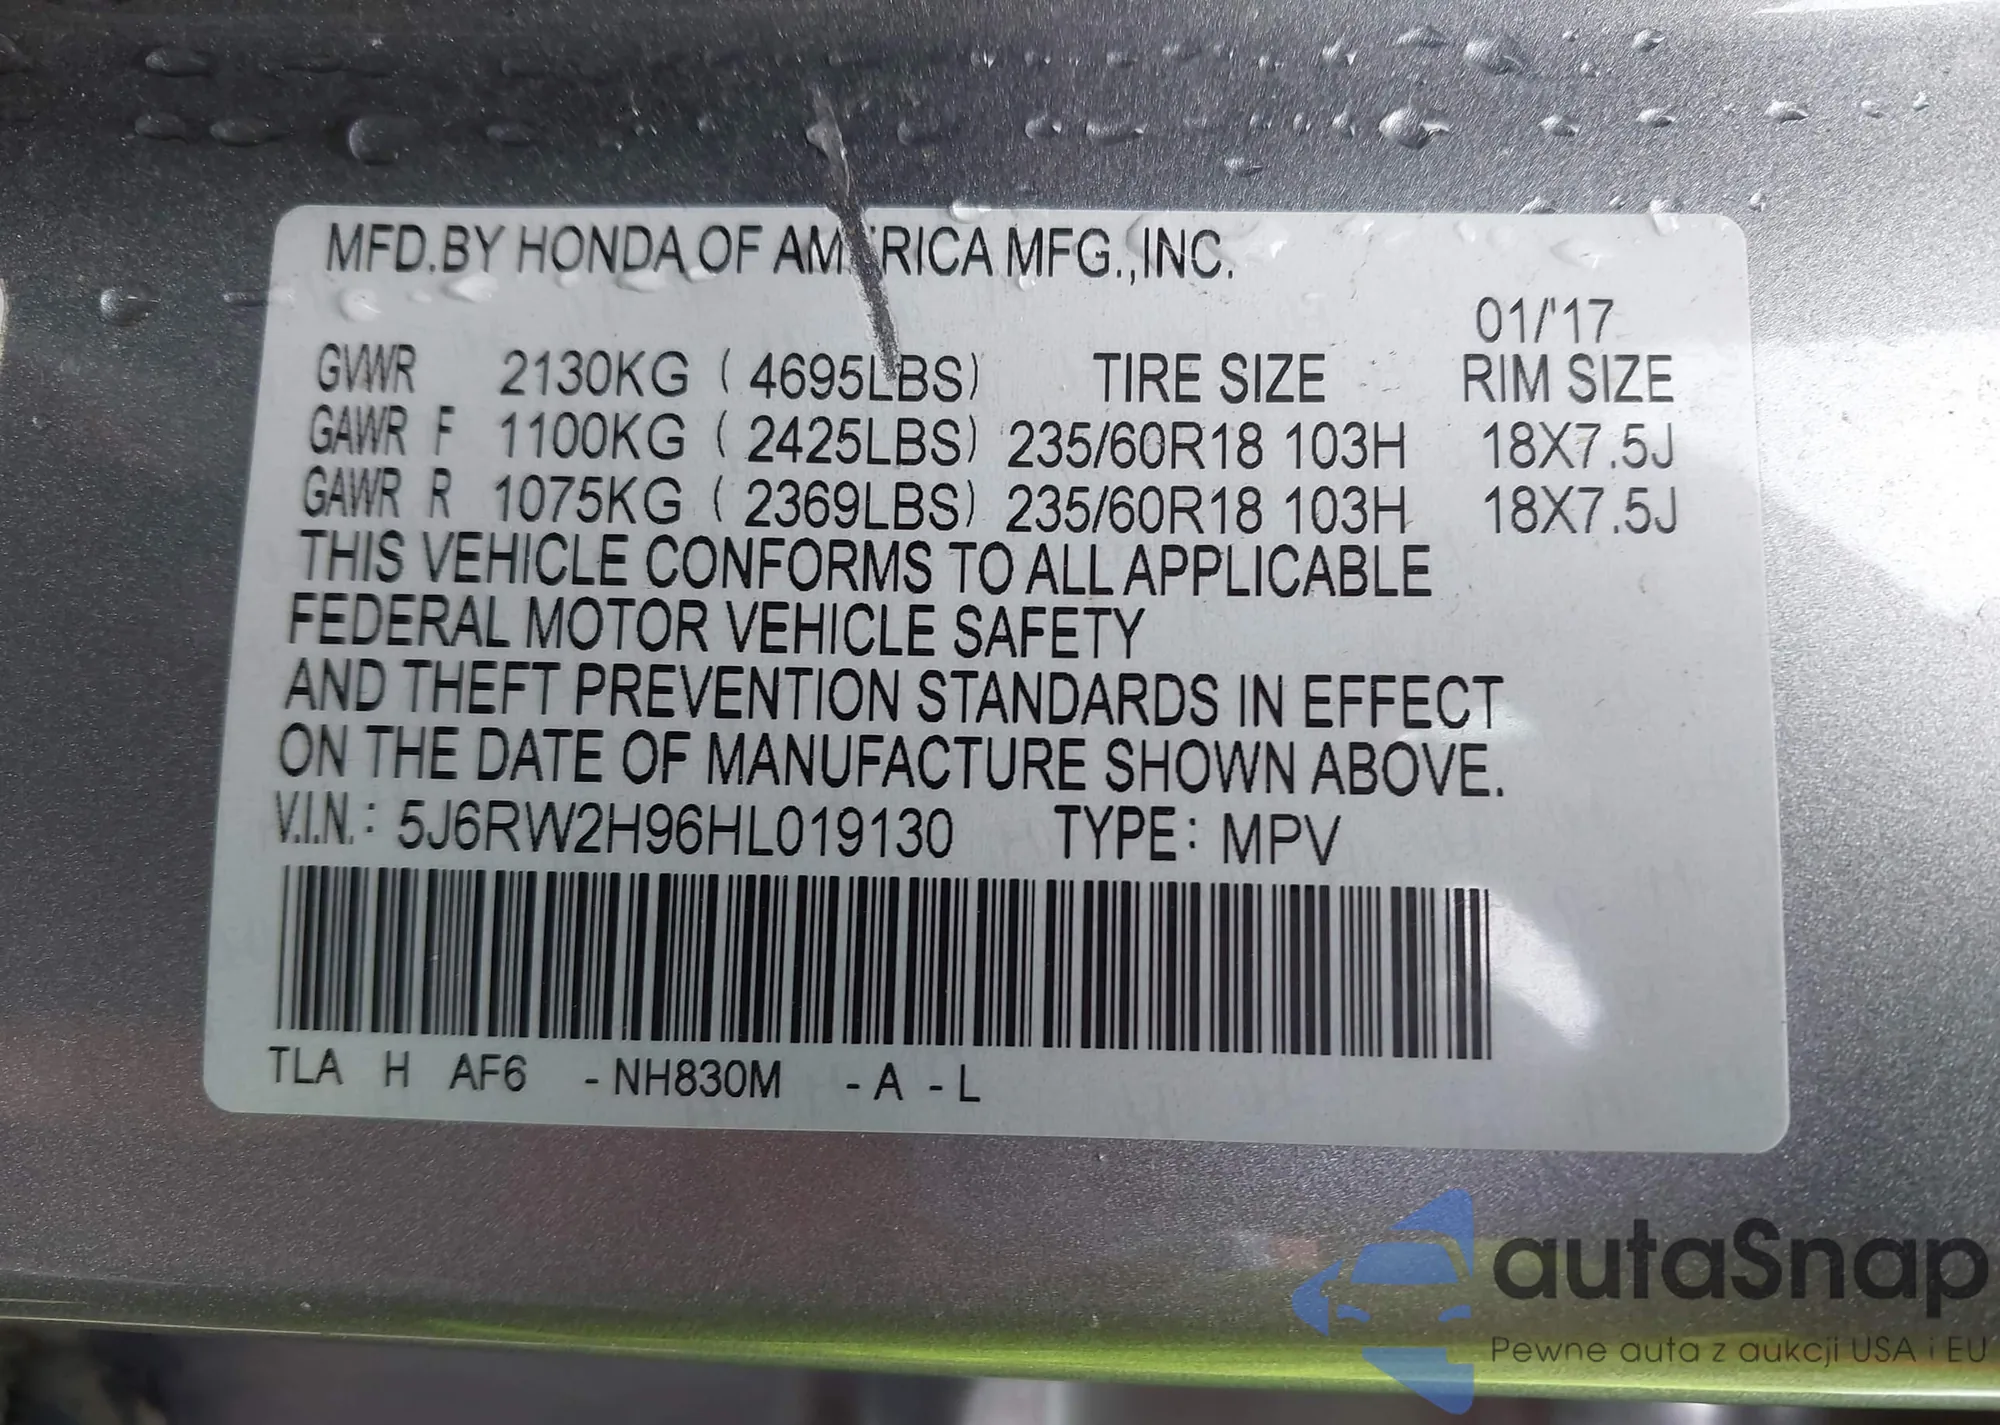 MFD.BY HONDA OF AMERICA MFG.,INC.
01/'17
GVWR 2130KG ( 4695LBS) TIRE SIZE RIM SIZE
GAWR F 1100KG ( 2425LBS) 235/60R18 103H 18X7.5J
GAWR R 1075KG ( 2369LBS) 235/60R18 103H 18X7.5J
THIS VEHICLE CONFORMS TO ALL APPLICABLE
FEDERAL MOTOR VEHICLE SAFETY
AND THEFT PREVENTION STANDARDS IN EFFECT
ON THE DATE OF MANUFACTURE SHOWN ABOVE.
V.I.N.: 5J6RW2H96HL019130 TYPE: MPV
TLA H AF6 -NH830M -A -L
autaSnap
Pewne auta z aukcji USA i EU